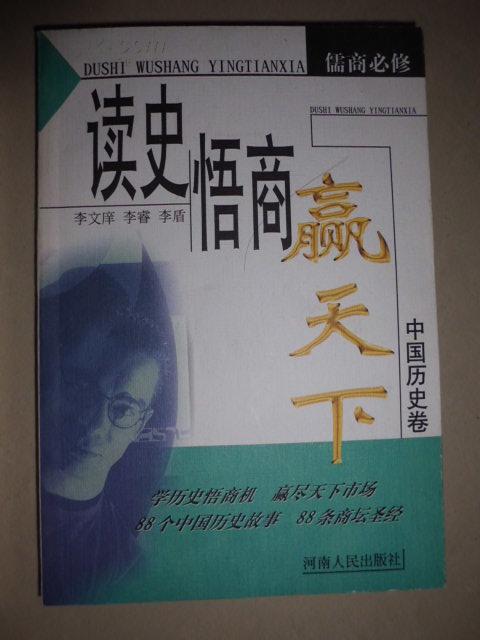 DUSHI WUSHANG YINGTIANXIA
儒商必修
DUSHI WUSHANG YINGTIANXIA
读史
悟商
赢天下
李文庠 李睿 李盾
中国历史卷
学历史悟商机 赢尽天下市场
88个中国历史故事 88条商坛圣经
河南人民出版社